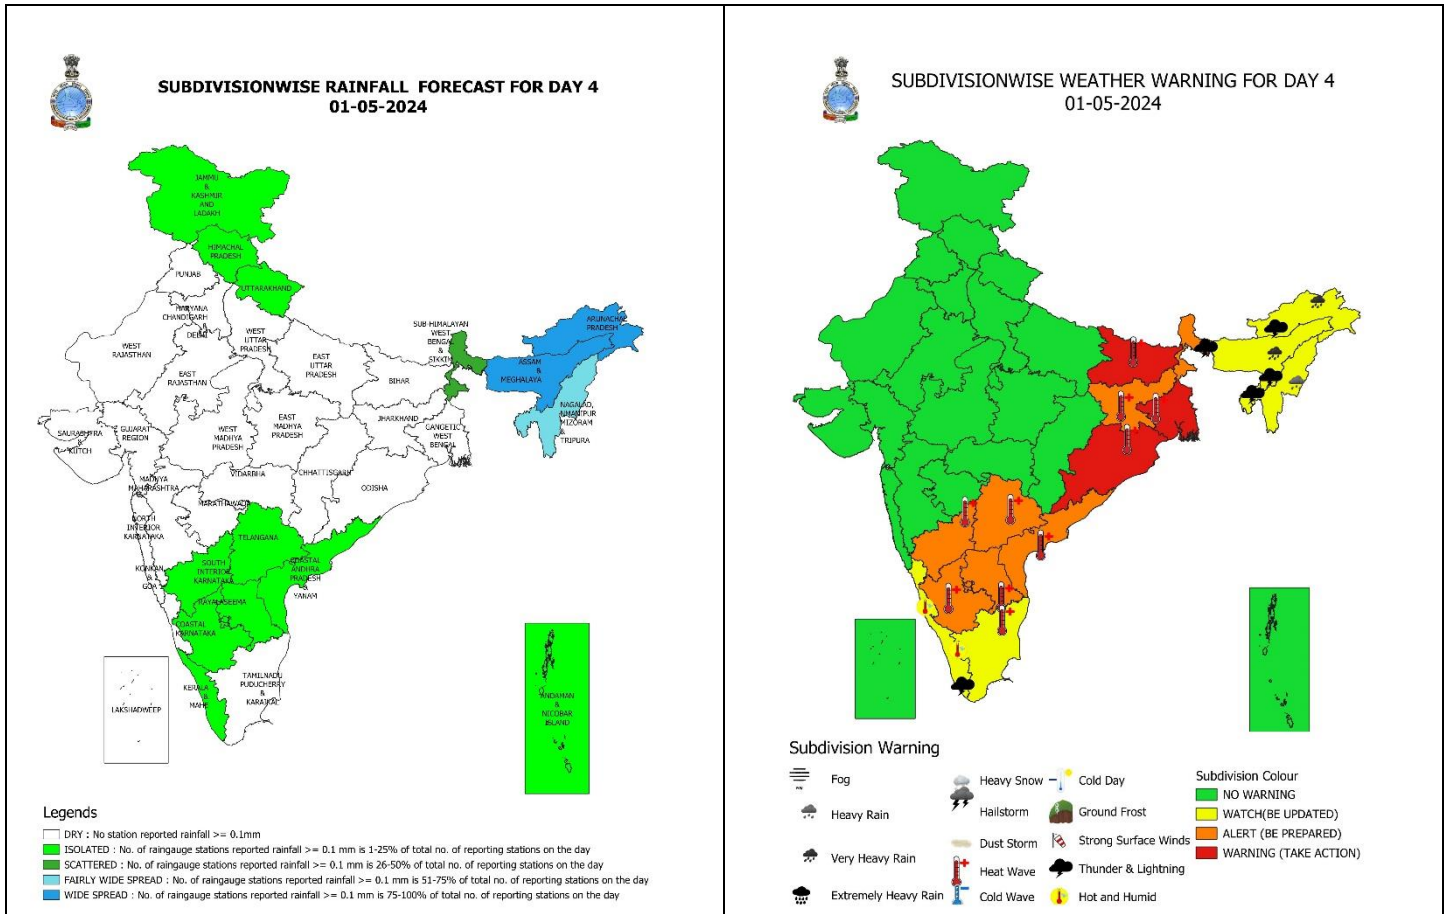 SUBDIVISIONWISE RAINFALL FORECAST FOR DAY 4
01-05-2024
JAMMU
&
KASHMIR
AND
LADAKH
HIMACHAL
PRADESH
UTTARAKHAND
PUNJAB
HARYANA
CHANDIGARH
&
DELHI
WEST
UTTAR
PRADESH
EAST
UTTAR
PRADESH
WEST
RAJASTHAN
EAST
RAJASTHAN
SUB-HIMALAYAN
WEST
BENGAL
&
SIKKIM
ARUNACHAL
PRADESH
ASSAM
&
MEGHALAYA
NAGALAD,
MANIPUR
MIZORAM
&
TRIPURA
BIHAR
JHARKHAND
GANGETIC
WEST
BENGAL
SAURASHTRA
&
KUTCH
GUJARAT
REGION
WEST
MADHYA
PRADESH
EAST
MADHYA
PRADESH
VIDARBHA
CHHATTISGARH
ODISHA
MADHYA
MAHARASHTRA
MARATHAWADA
NORTH
INTERIOR
KARNATAKA
KONKAN
&
GOA
TELANGANA
SOUTH
INTERIOR
KARNATAKA
COASTAL
ANDHRA
PRADESH
&
YANAM
RAYALASEEMA
COASTAL
KARNATAKA
KERALA
&
MAHE
TAMILNADU
PUDUCHERRY
&
KARAIKAL
LAKSHADWEEP
ANDAMAN
&
NICOBAR
ISLAND
Legends
DRY : No station reported rainfall >= 0.1mm
ISOLATED : No. of raingauge stations reported rainfall >= 0.1 mm is 1-25% of total no. of reporting stations on the day
SCATTERED : No. of raingauge stations reported rainfall >= 0.1 mm is 26-50% of total no. of reporting stations on the day
FAIRLY WIDE SPREAD : No. of raingauge stations reported rainfall >= 0.1 mm is 51-75% of total no. of reporting stations on the day
WIDE SPREAD : No. of raingauge stations reported rainfall >= 0.1 mm is 75-100% of total no. of reporting stations on the day
SUBDIVISIONWISE WEATHER WARNING FOR DAY 4
01-05-2024
Subdivision Warning
Fog
Heavy Rain
Very Heavy Rain
Extremely Heavy Rain
Heavy Snow
Hailstorm
Dust Storm
Heat Wave
Cold Wave
Cold Day
Ground Frost
Strong Surface Winds
Thunder & Lightning
Hot and Humid
Subdivision Colour
NO WARNING
WATCH(BE UPDATED)
ALERT (BE PREPARED)
WARNING (TAKE ACTION)